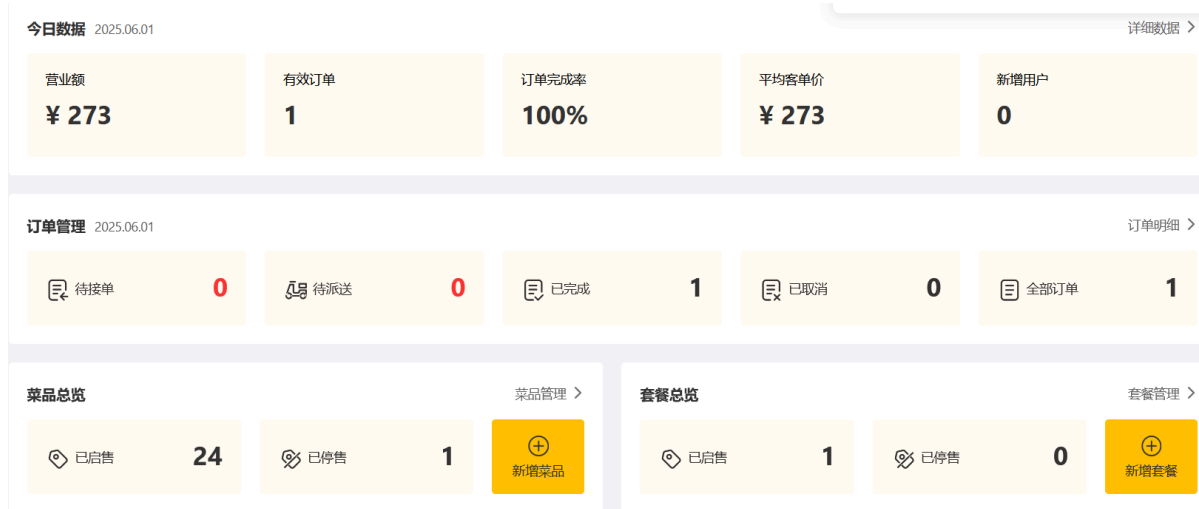 今日数据 2025.06.01 详细数据
营业额 有效订单 订单完成率 平均客单价 新增用户
¥ 273 1 100% ¥ 273 0
订单管理 2025.06.01 订单明细
待接单 0 待派送 0 已完成 1 已取消 0 全部订单 1
菜品总览 菜品管理 套餐总览 套餐管理
已启售 24 已停售 1 新增菜品 已启售 1 已停售 0 新增套餐